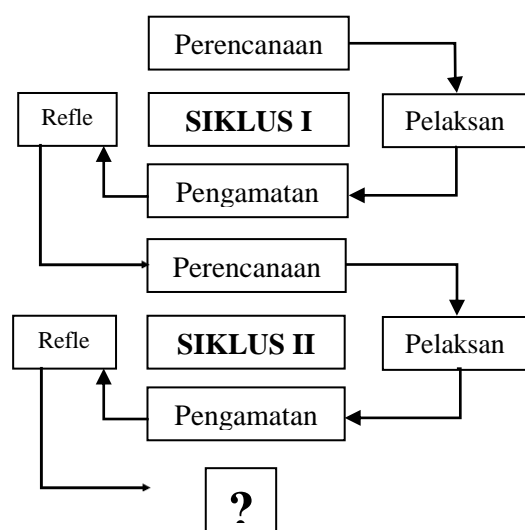 Perencanaan
Refle
SIKLUS I
Pelaksan
Pengamatan
Perencanaan
Refle
SIKLUS II
Pelaksan
Pengamatan
?